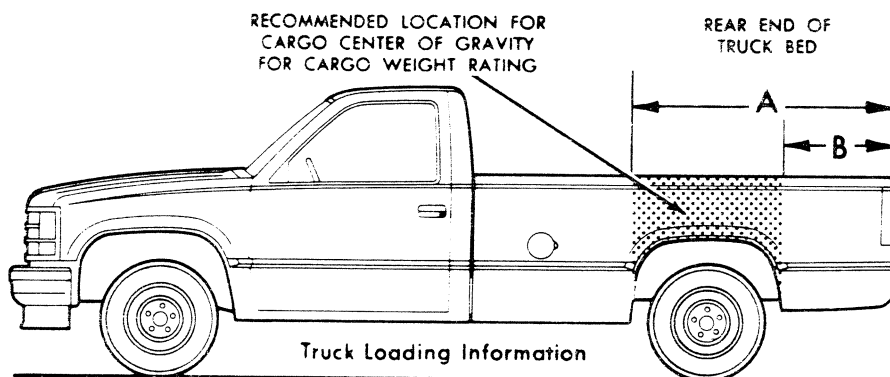 RECOMMENDED LOCATION FOR
CARGO CENTER OF GRAVITY
FOR CARGO WEIGHT RATING
REAR END OF
TRUCK BED
A
B
Truck Loading Information